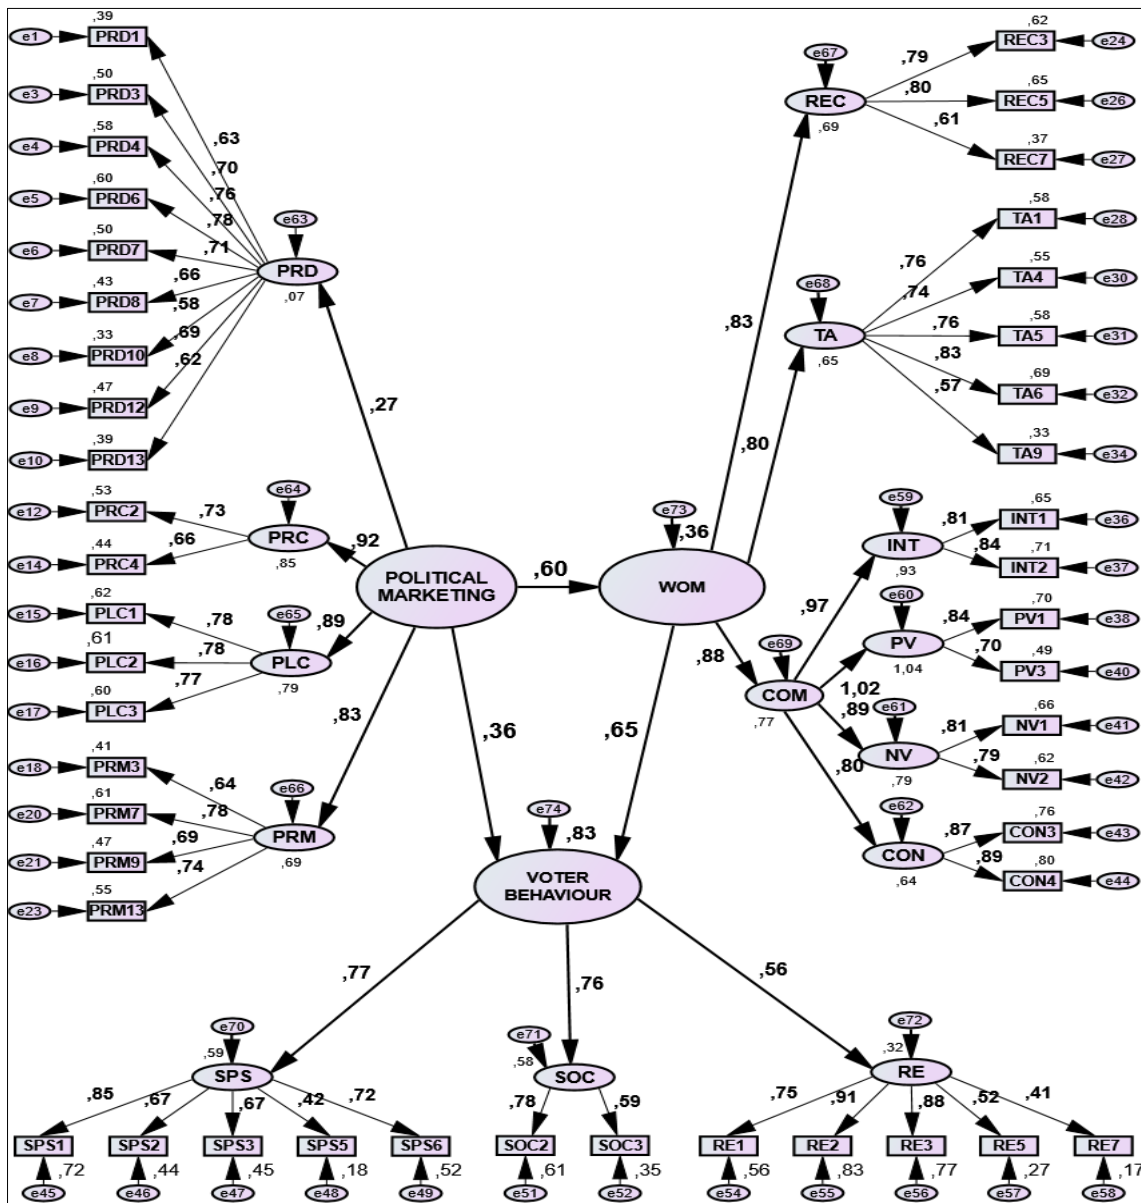 ,39
e1 PRD1
,50
e3 PRD3
,58
e4 PRD4
,60
e5 PRD6
,50
e6 PRD7
,43
e7 PRD8
,33
e8 PRD10
,47
e9 PRD12
,39
e10 PRD13
,63
,70
,76
,78
,71
,66
,58
,69
,62
e63
PRD
,07
,27
,53
e12 PRC2
,44
e14 PRC4
,73
,66
e64
PRC
,85
,92
,62
e15 PLC1
,61
e16 PLC2
,60
e17 PLC3
,78
,78
,77
e65
PLC
,79
,89
,41
e18 PRM3
,61
e20 PRM7
,47
e21 PRM9
,55
e23 PRM13
,64
,78
,69
,74
e66
PRM
,69
,83
POLITICAL
MARKETING
,60
,36
e73
,36
WOM
,65
,83
,80
,88
e67
REC
,69
,79
,80
,61
,62
REC3 e24
,65
REC5 e26
,37
REC7 e27
e68
TA
,65
,76
,74
,76
,83
,57
,58
TA1 e28
,55
TA4 e30
,58
TA5 e31
,69
TA6 e32
,33
TA9 e34
e69
COM
,77
,97
1,02
,89
,80
e59
INT
,93
,81
,84
,65
INT1 e36
,71
INT2 e37
e60
PV
1,04
,84
,70
,70
PV1 e38
,49
PV3 e40
e61
NV
,79
,81
,79
,66
NV1 e41
,62
NV2 e42
e62
CON
,64
,87
,89
,76
CON3 e43
,80
CON4 e44
e74
,83
VOTER
BEHAVIOUR
,77
,76
,56
e70
,59
SPS
,85 ,67 ,67 ,42 ,72
SPS1 SPS2 SPS3 SPS5 SPS6
,72 ,44 ,45 ,18 ,52
e45 e46 e47 e48 e49
e71
,58
SOC
,78 ,59
SOC2 SOC3
,61 ,35
e51 e52
e72
,32
RE
,75 ,91 ,88 ,52 ,41
RE1 RE2 RE3 RE5 RE7
,56 ,83 ,77 ,27 ,17
e54 e55 e56 e57 e58